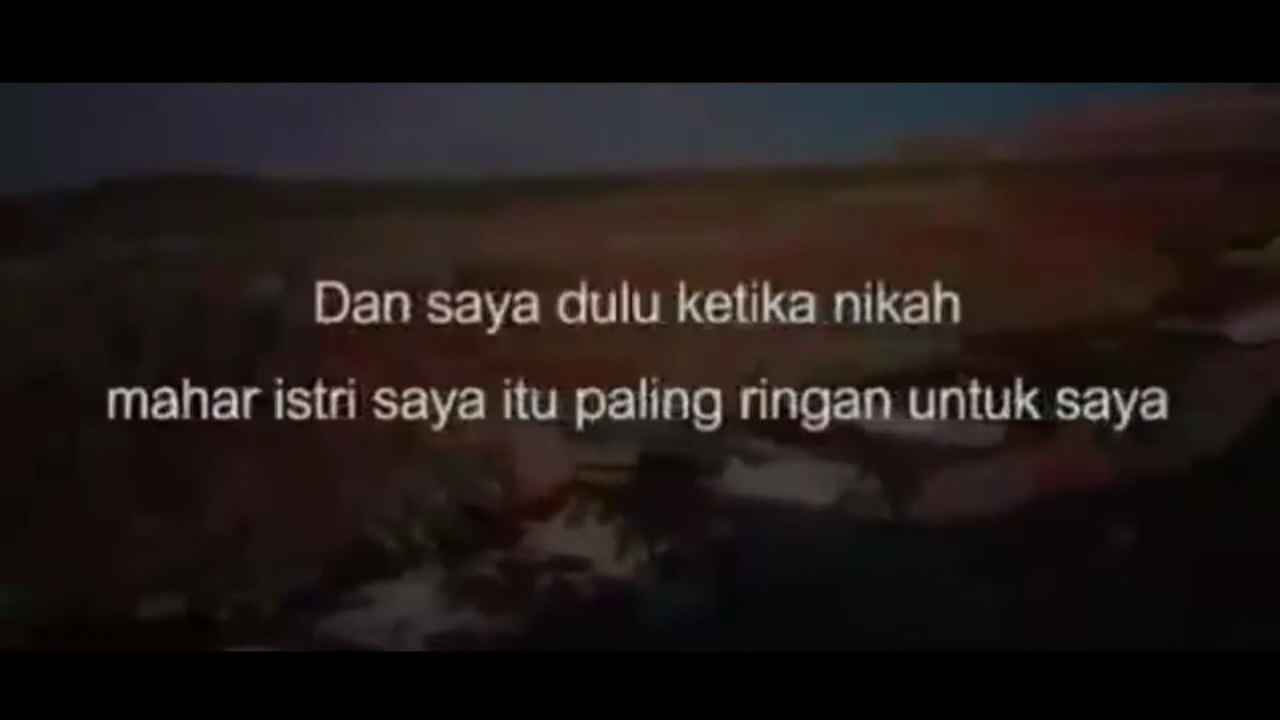 Dan saya dulu ketika nikah
mahar istri saya itu paling ringan untuk saya